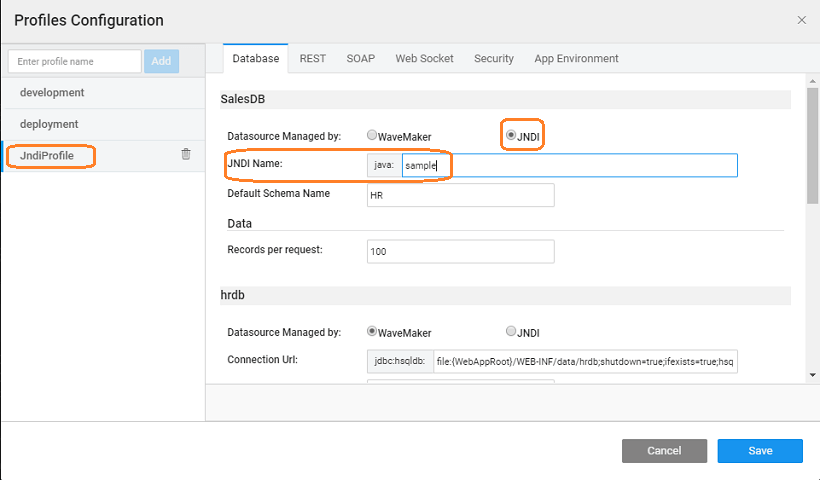 Profiles Configuration
Enter profile name Add
development
deployment
JndiProfile
Database REST SOAP Web Socket Security App Environment
SalesDB
Datasource Managed by: WaveMaker JNDI
JNDI Name: java: sample
Default Schema Name HR
Data
Records per request: 100
hrdb
Datasource Managed by: WaveMaker JNDI
Connection Url: jdbc:hsqldb: file:{WebAppRoot}/WEB-INF/data/hrdb;shutdown=true;ifexists=true;hsq
Cancel Save